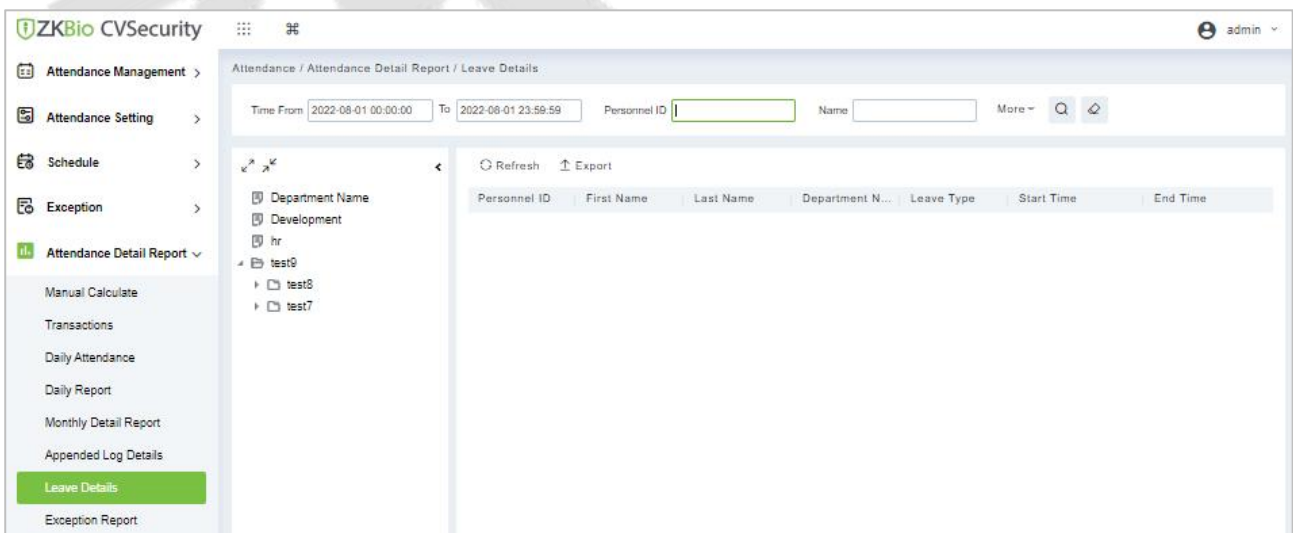 ZKBio CVSecurity
admin
Attendance Management
Attendance Setting
Schedule
Exception
Attendance Detail Report
Manual Calculate
Transactions
Daily Attendance
Daily Report
Monthly Detail Report
Appended Log Details
Leave Details
Exception Report
Attendance / Attendance Detail Report / Leave Details
Time From 2022-08-01 00:00:00 To 2022-08-01 23:59:59 Personnel ID Name More
Department Name
Development
hr
test9
test8
test7
Refresh Export
Personnel ID First Name Last Name Department N... Leave Type Start Time End Time